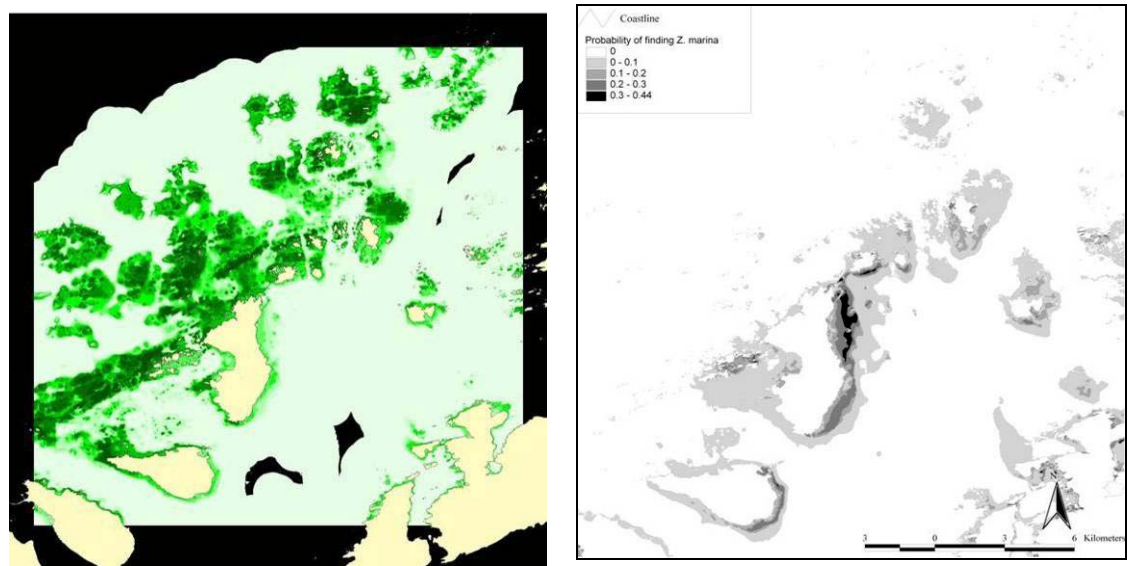 Coastline
Probability of finding Z. marina
0
0 - 0.1
0.1 - 0.2
0.2 - 0.3
0.3 - 0.44
3 0 3 6 Kilometers